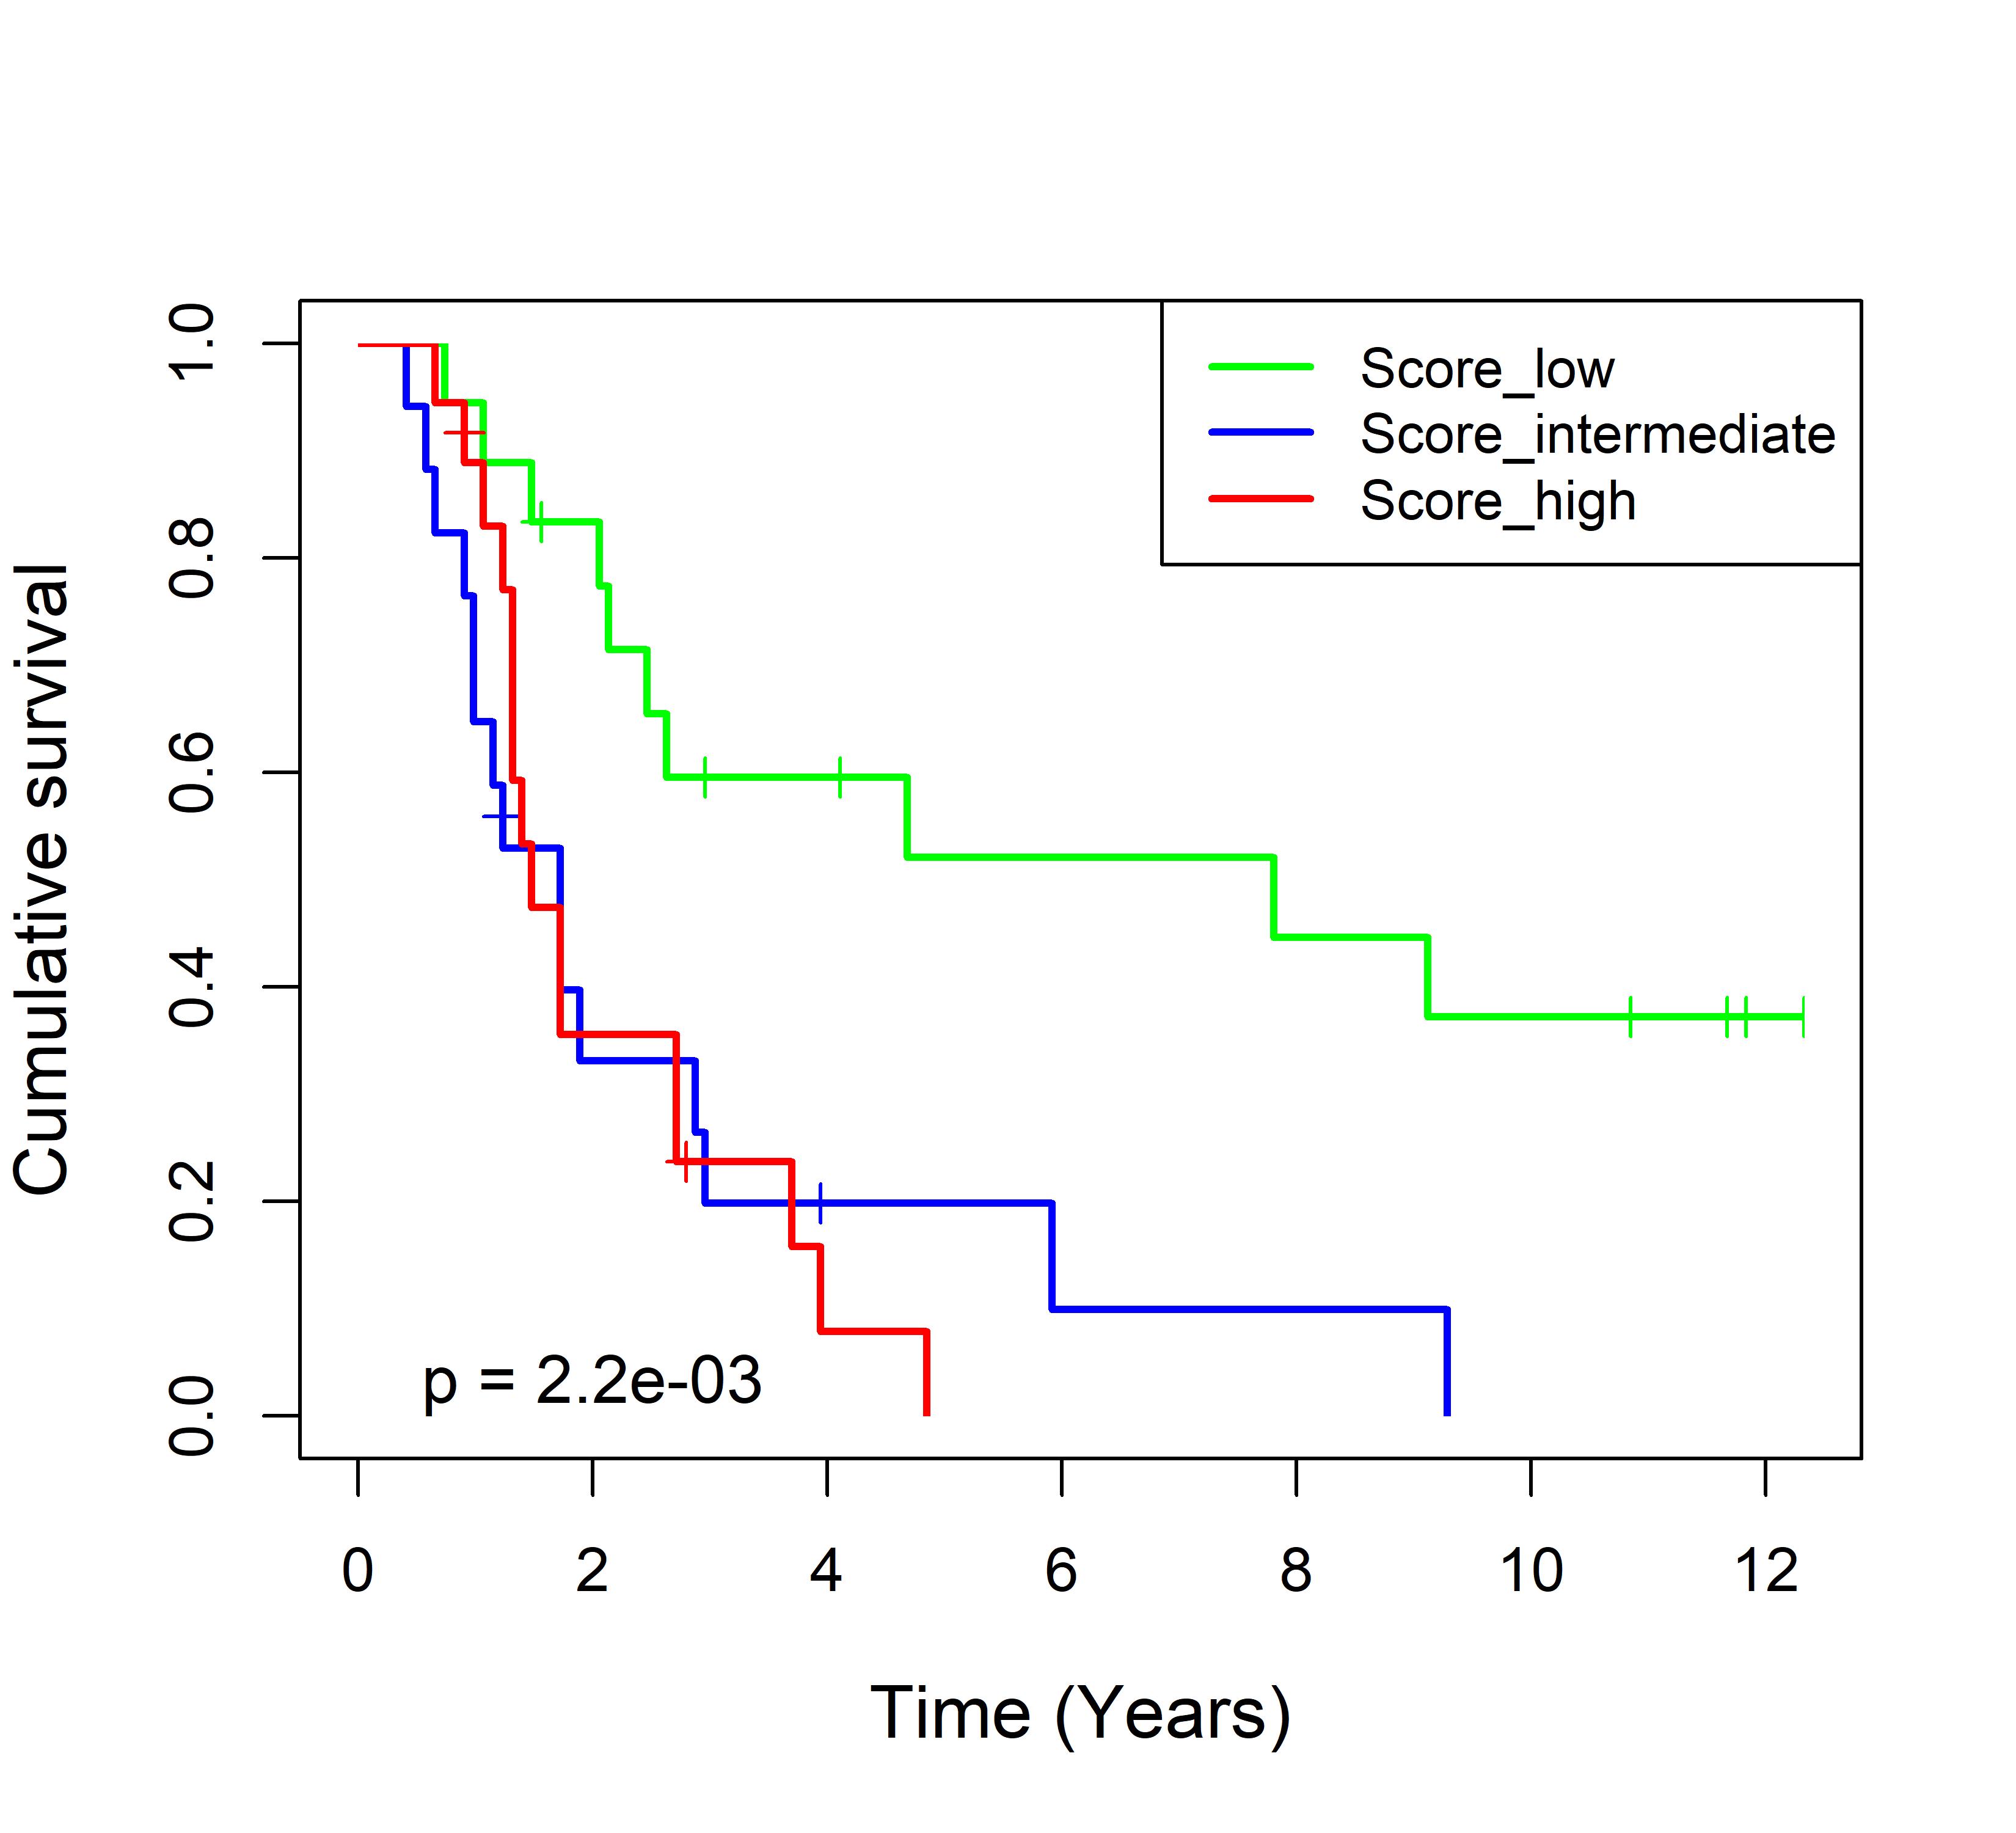 Score_low
Score_intermediate
Score_high
Cumulative survival
1.0
0.8
0.6
0.4
0.2
0.0
p = 2.2e-03
0 2 4 6 8 10 12
Time (Years)